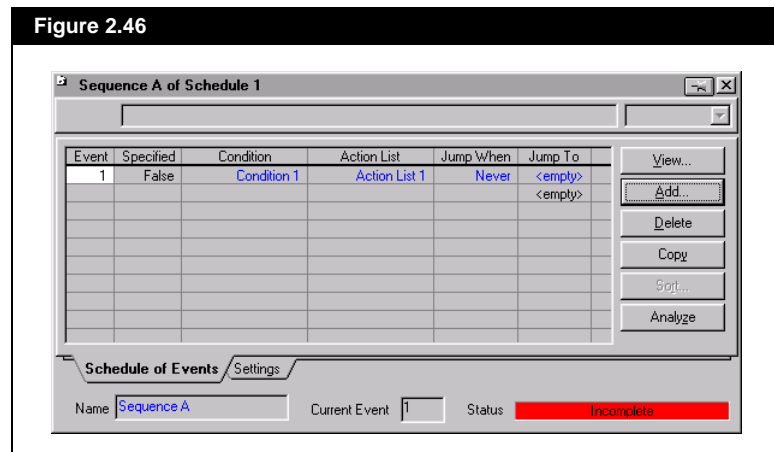 Figure 2.46
Sequence A of Schedule 1
Event Specified Condition Action List Jump When Jump To
1 False Condition 1 Action List 1 Never <empty>
<empty>
View...
Add...
Delete
Copy
Sort...
Analyze
Schedule of Events Settings
Name Sequence A Current Event 1 Status Incomplete